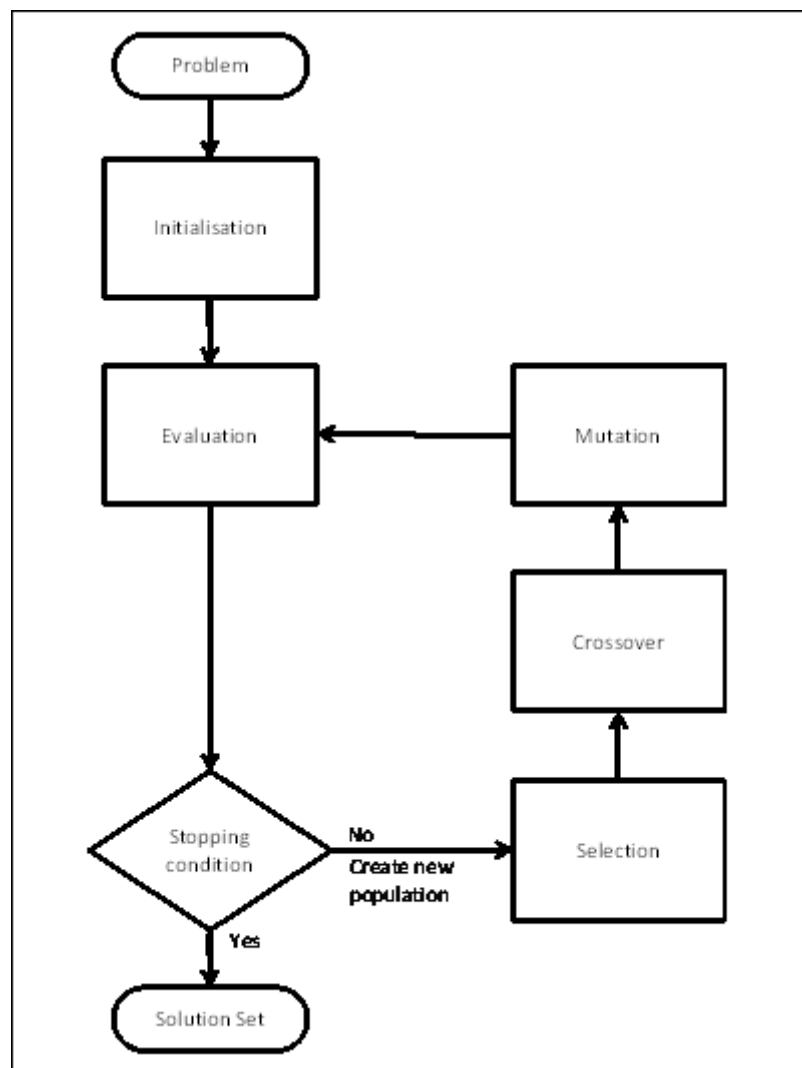 Problem
Initialisation
Evaluation
Mutation
Crossover
Stopping
condition
No
Create new
population
Selection
Yes
Solution Set